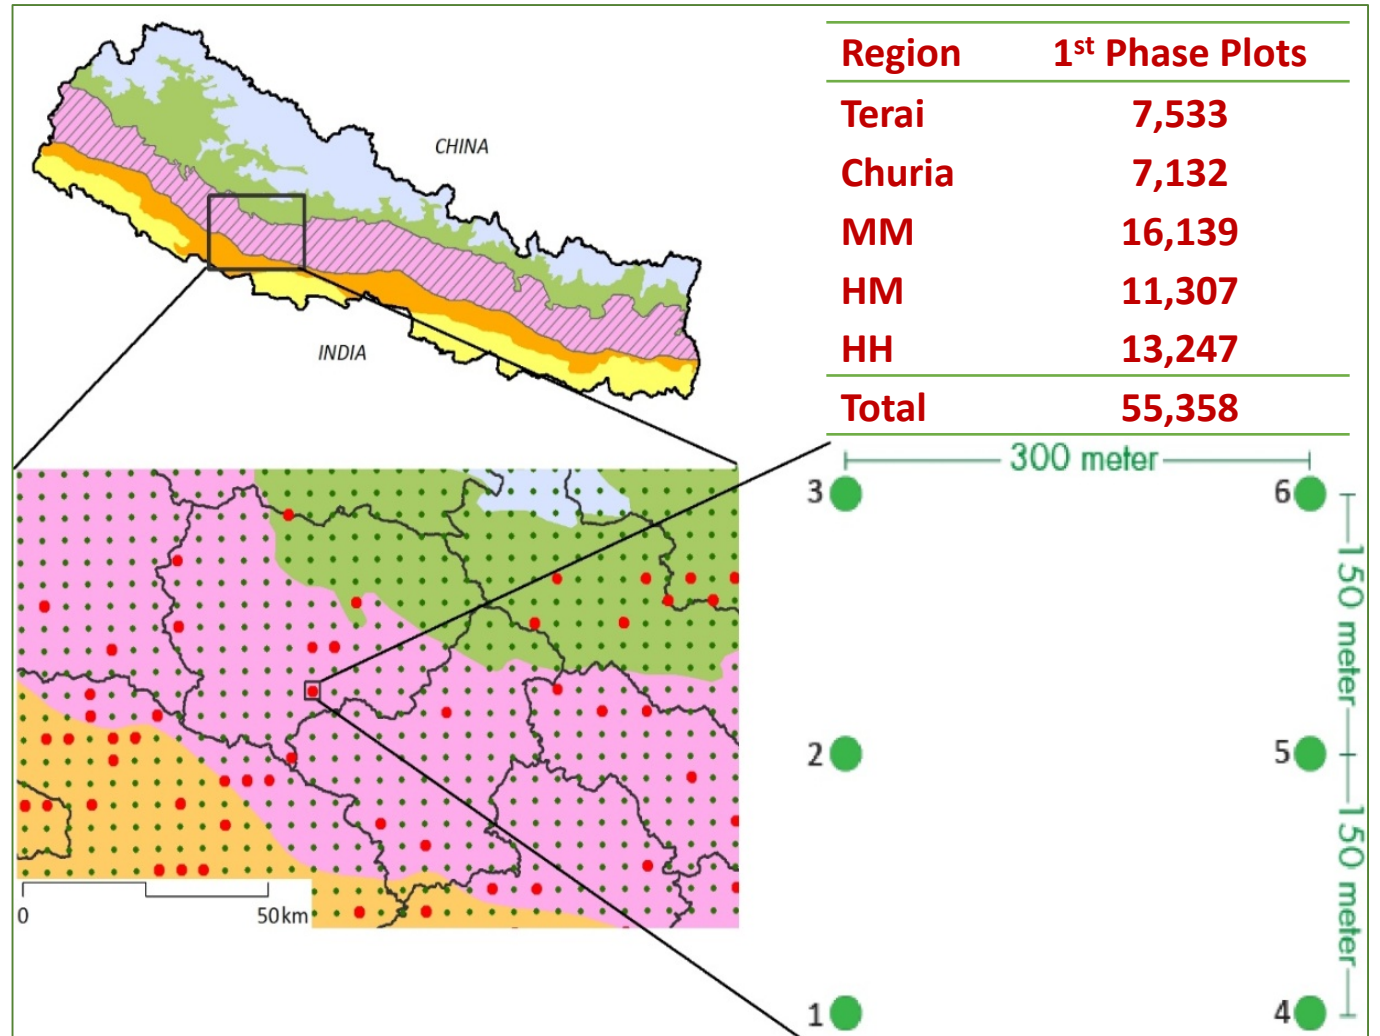 CHINA
INDIA
Region 1st Phase Plots
Terai 7,533
Churia 7,132
MM 16,139
HM 11,307
HH 13,247
Total 55,358
0 50km
300 meter
3 6
150 meter
2 5
150 meter
1 4